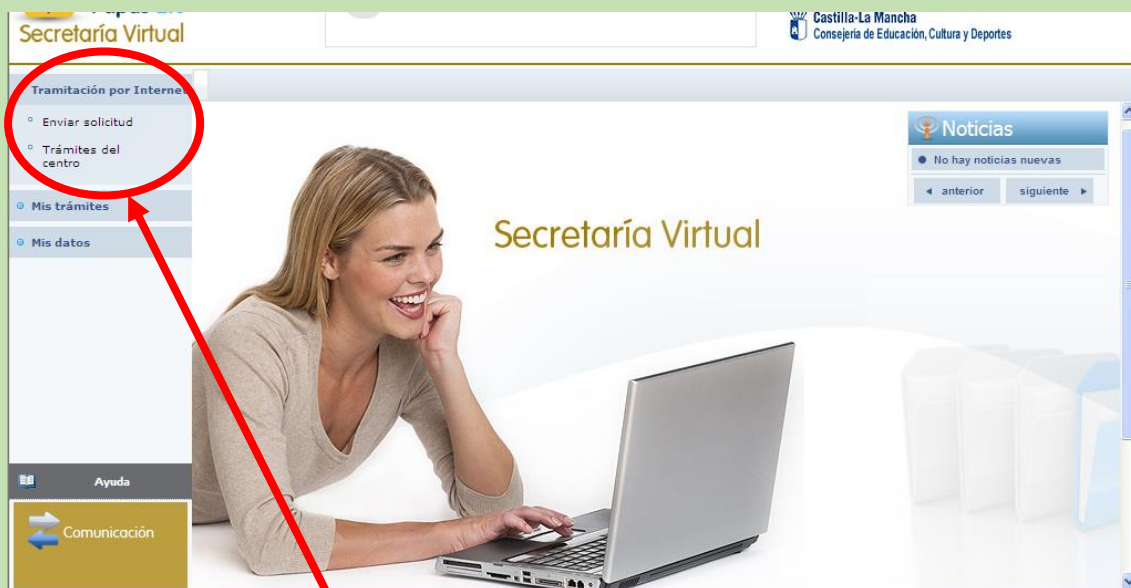 Secretaría Virtual
Castilla-La Mancha
Consejería de Educación, Cultura y Deportes
Tramitación por Internet
Enviar solicitud
Trámites del
centro
Mis trámites
Mis datos
Noticias
No hay noticias nuevas
anterior siguiente
Secretaría Virtual
Ayuda
Comunicación